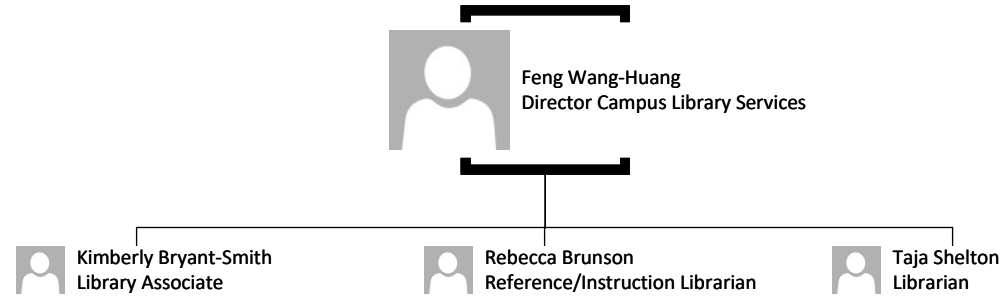 Feng Wang-Huang
Director Campus Library Services
Kimberly Bryant-Smith
Library Associate
Rebecca Brunson
Reference/Instruction Librarian
Taja Shelton
Librarian